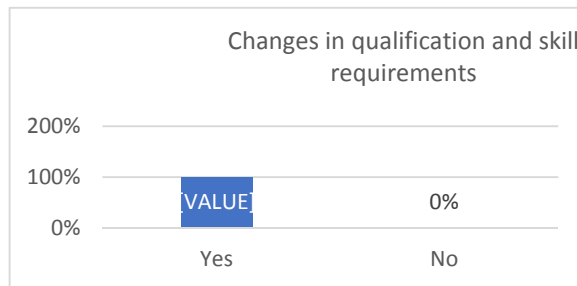 Changes in qualification and skill
requirements
200%
100%
0%
[VALUE]
0%
Yes
No